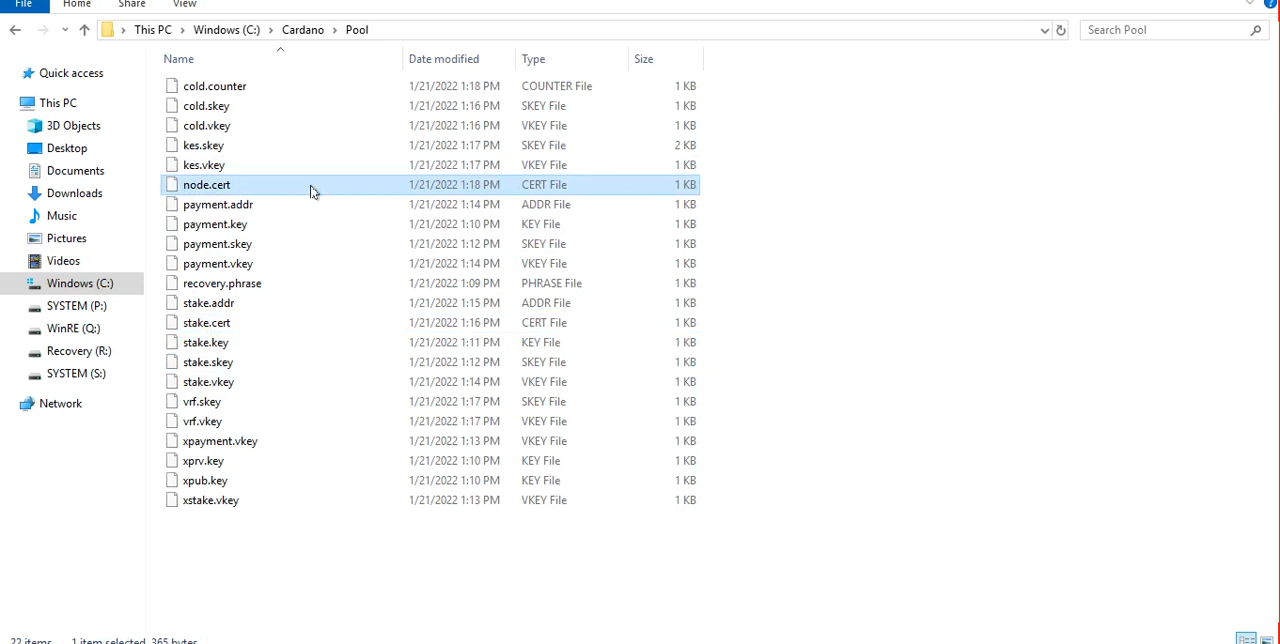 File Home Share View
This PC Windows (C:) Cardano Pool Search Pool
Name Date modified Type Size
Quick access
This PC
3D Objects
Desktop
Documents
Downloads
Music
Pictures
Videos
Windows (C:)
SYSTEM (P:)
WinRE (Q:)
Recovery (R:)
SYSTEM (S:)
Network
cold.counter 1/21/2022 1:18 PM COUNTER File 1 KB
cold.skey 1/21/2022 1:16 PM SKEY File 1 KB
cold.vkey 1/21/2022 1:16 PM VKEY File 1 KB
kes.skey 1/21/2022 1:17 PM SKEY File 2 KB
kes.vkey 1/21/2022 1:17 PM VKEY File 1 KB
node.cert 1/21/2022 1:18 PM CERT File 1 KB
payment.addr 1/21/2022 1:14 PM ADDR File 1 KB
payment.key 1/21/2022 1:10 PM KEY File 1 KB
payment.skey 1/21/2022 1:12 PM SKEY File 1 KB
payment.vkey 1/21/2022 1:14 PM VKEY File 1 KB
recovery.phrase 1/21/2022 1:09 PM PHRASE File 1 KB
stake.addr 1/21/2022 1:15 PM ADDR File 1 KB
stake.cert 1/21/2022 1:16 PM CERT File 1 KB
stake.key 1/21/2022 1:11 PM KEY File 1 KB
stake.skey 1/21/2022 1:12 PM SKEY File 1 KB
stake.vkey 1/21/2022 1:14 PM VKEY File 1 KB
vrf.skey 1/21/2022 1:17 PM SKEY File 1 KB
vrf.vkey 1/21/2022 1:17 PM VKEY File 1 KB
xpayment.vkey 1/21/2022 1:13 PM VKEY File 1 KB
xprv.key 1/21/2022 1:10 PM KEY File 1 KB
xpub.key 1/21/2022 1:10 PM KEY File 1 KB
xstake.vkey 1/21/2022 1:13 PM VKEY File 1 KB
22 items 1 item selected 365 bytes